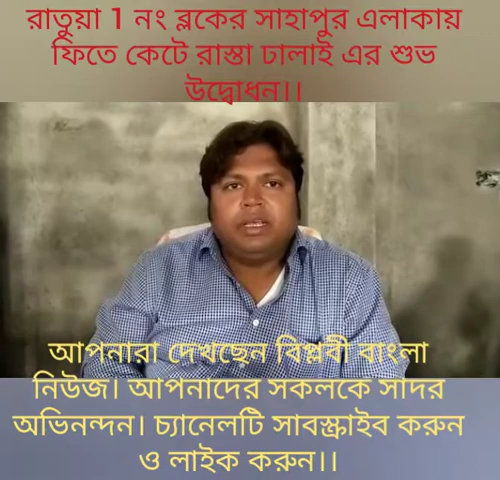 রাতুয়া 1 নং ব্লকের সাহাপুর এলাকায়
ফিতে কেটে রাস্তা ঢালাই এর শুভ
উদ্বোধন।।
আপনারা দেখছেন বিপ্লবী বাংলা
নিউজ। আপনাদের সকলকে সাদর
অভিনন্দন। চ্যানেলটি সাবস্ক্রাইব করুন
ও লাইক করুন।।